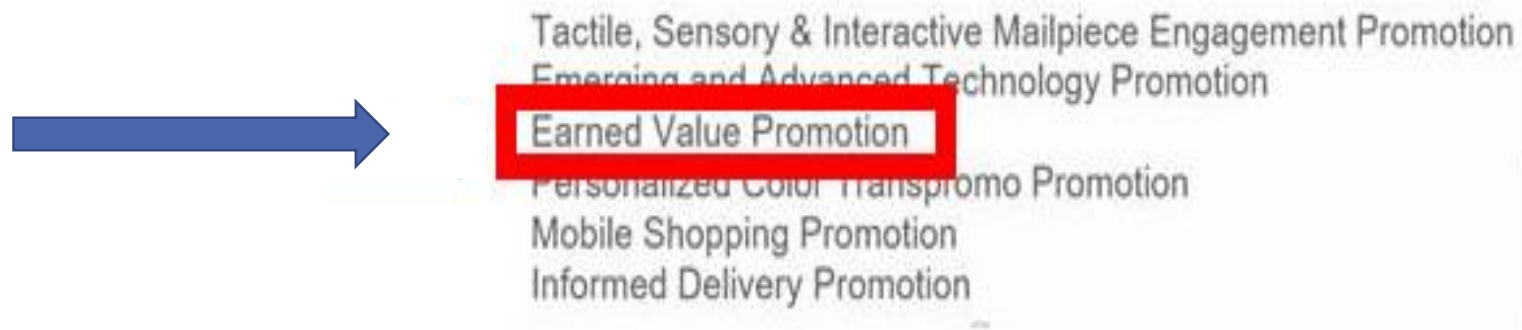 Tactile, Sensory & Interactive Mailpiece Engagement Promotion
Emerging and Advanced Technology Promotion
Earned Value Promotion
Personalized Color Transpromo Promotion
Mobile Shopping Promotion
Informed Delivery Promotion